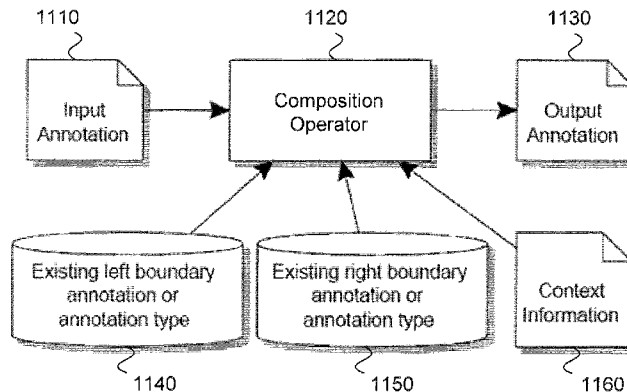 1110
1120
1130
Input
Annotation
Composition
Operator
Output
Annotation
Existing left boundary
annotation or
annotation type
Existing right boundary
annotation or
annotation type
Context
Information
1140
1150
1160